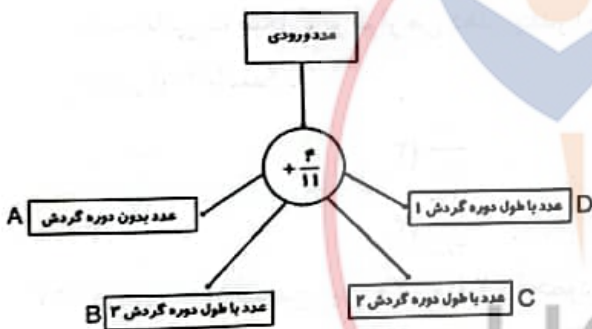 عدد ورودی
+ ۴/۱۱
A عدد بدون دوره گردش
عدد با طول دوره گردش ۱ D
B عدد با طول دوره گردش ۳
عدد با طول دوره گردش ۲ C